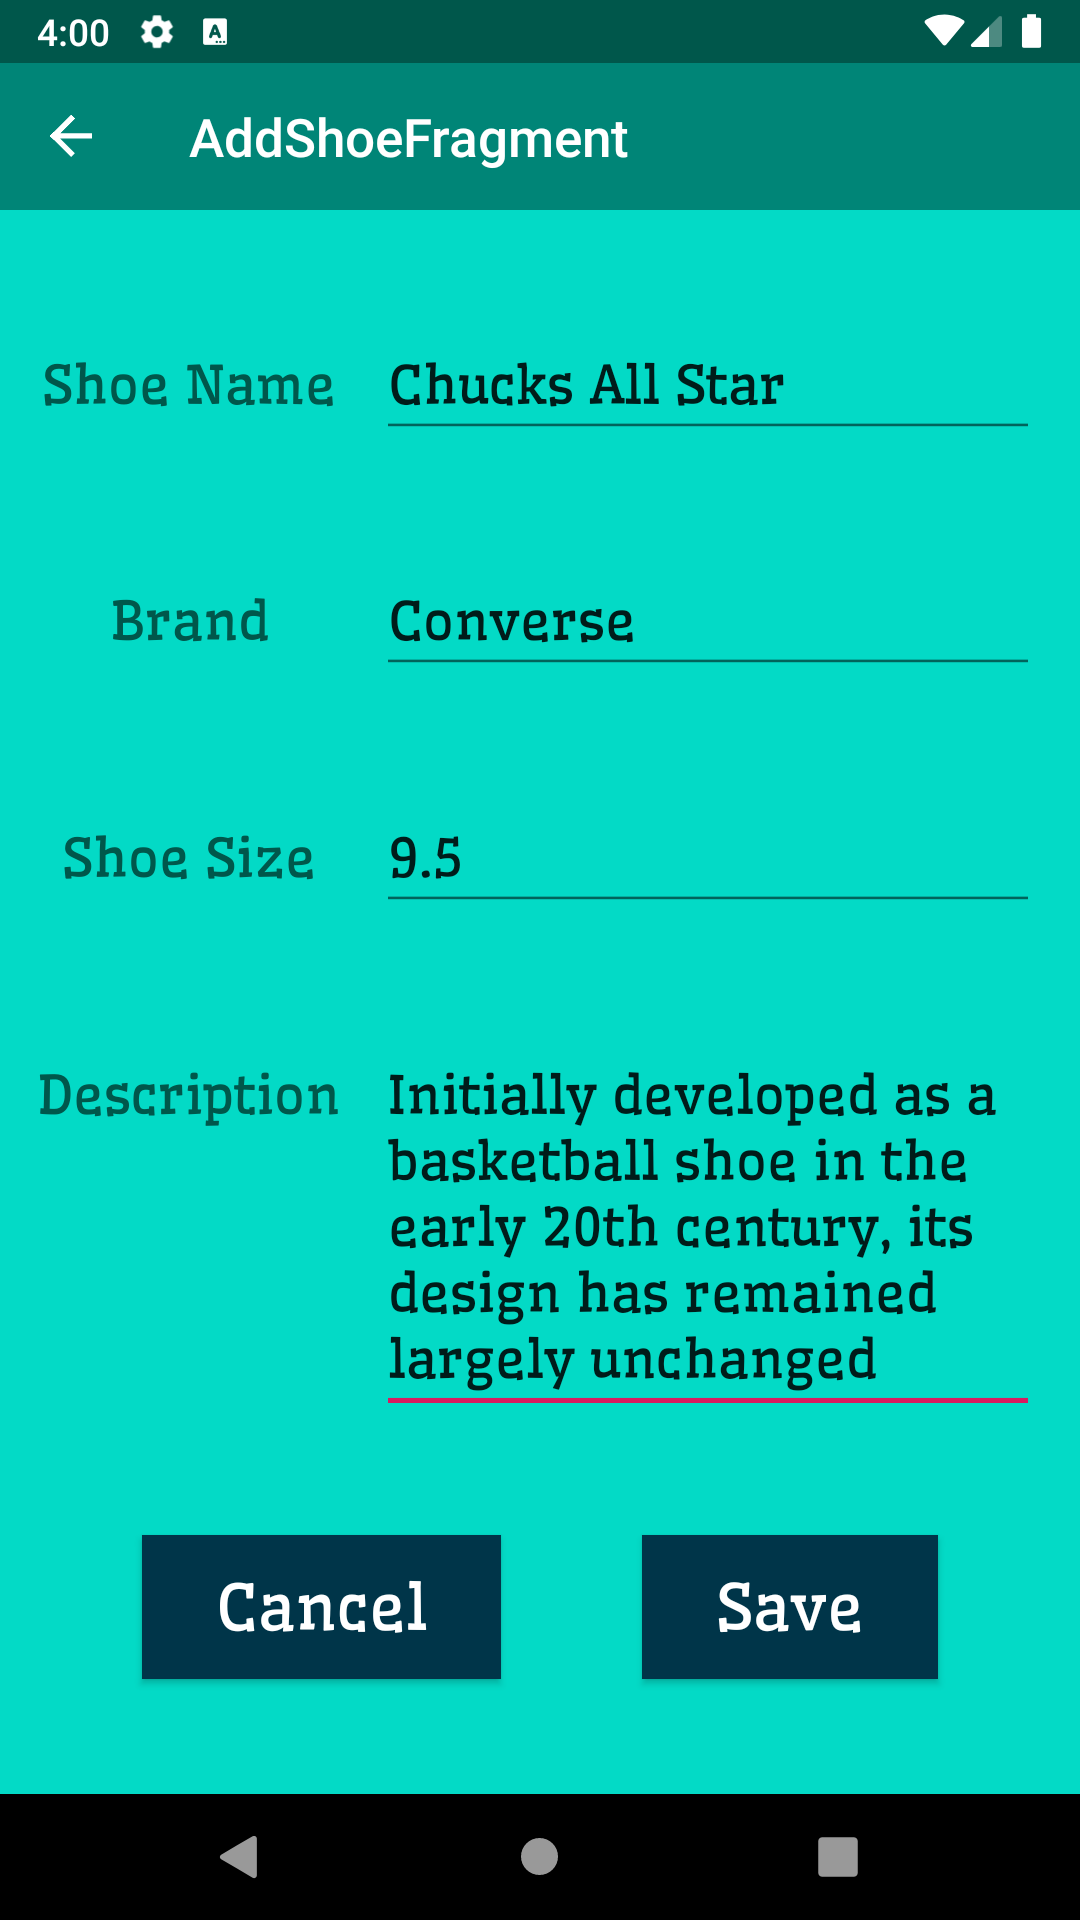 4:00
AddShoeFragment
Shoe Name
Chucks All Star
Brand
Converse
Shoe Size
9.5
Description
Initially developed as a
basketball shoe in the
early 20th century, its
design has remained
largely unchanged
Cancel
Save